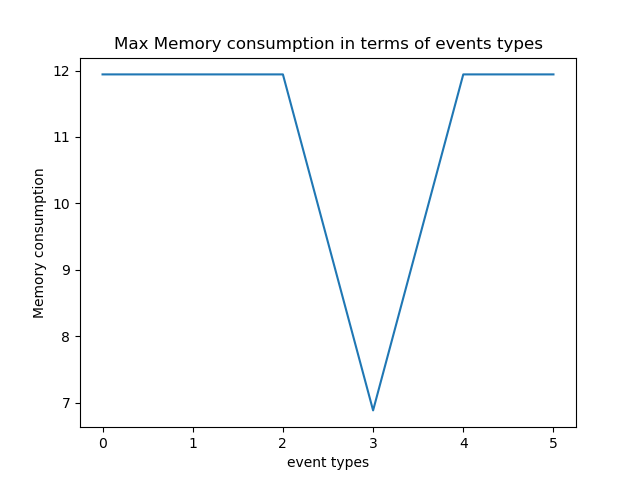 Max Memory consumption in terms of events types
12
11
10
9
8
7
Memory consumption
0 1 2 3 4 5
event types